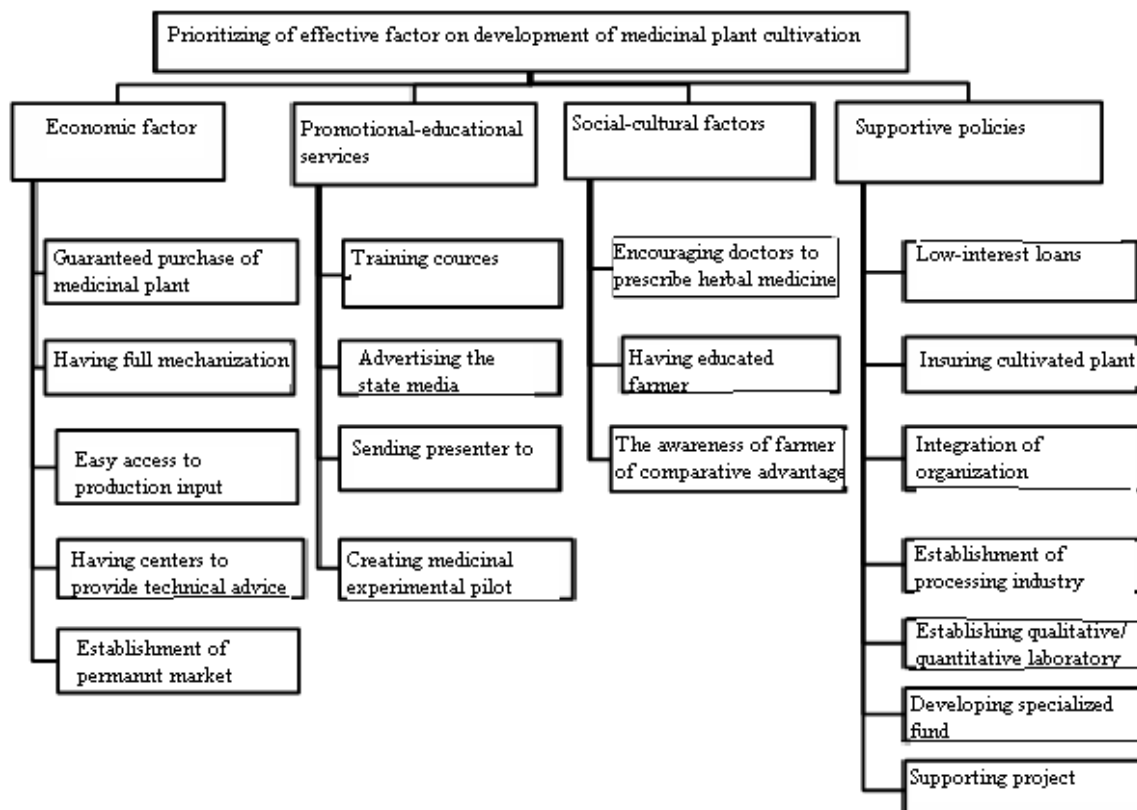 Prioritizing of effective factor on development of medicinal plant cultivation
Economic factor
Guaranteed purchase of
medicinal plant
Having full mechanization
Easy access to
production input
Having centers to
provide technical advice
Establishment of
permannt market
Promotional-educational
services
Training cources
Advertising the
state media
Sending presenter to
Creating medicinal
experimental pilot
Social-cultural factors
Encouraging doctors to
prescribe herbal medicine
Having educated
farmer
The awareness of farmer
of comparative advantage
Supportive policies
Low-interest loans
Insuring cultivated plant
Integration of
organization
Establishment of
processing industry
Establishing qualitative/
quantitative laboratory
Developing specialized
fund
Supporting project